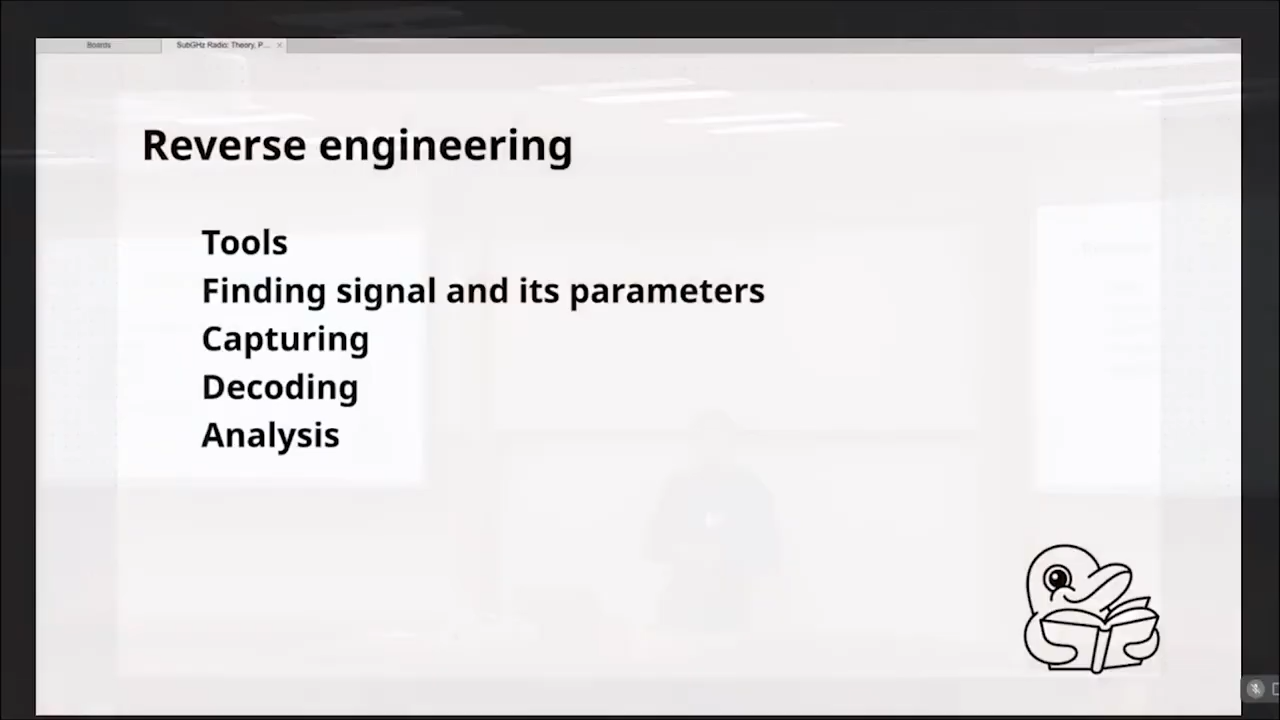 Boards
SubGHz Radio: Theory, P...
Reverse engineering
Tools
Finding signal and its parameters
Capturing
Decoding
Analysis